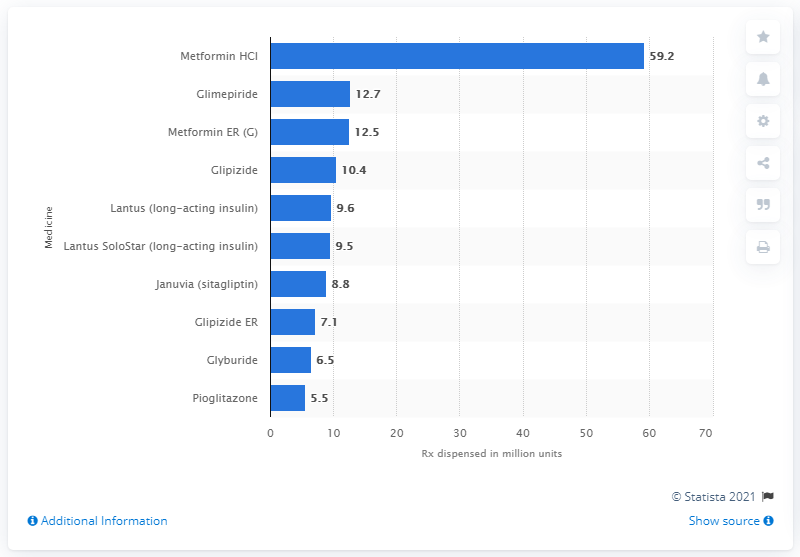 Metformin HCl 59.2
Glimepiride 12.7
Metformin ER (G) 12.5
Glipizide 10.4
Lantus (long-acting insulin) 9.6
Lantus SoloStar (long-acting insulin) 9.5
Januvia (sitagliptin) 8.8
Glipizide ER 7.1
Glyburide 6.5
Pioglitazone 5.5
Medicine
0 10 20 30 40 50 60 70
Rx dispensed in million units
© Statista 2021
Additional Information
Show source